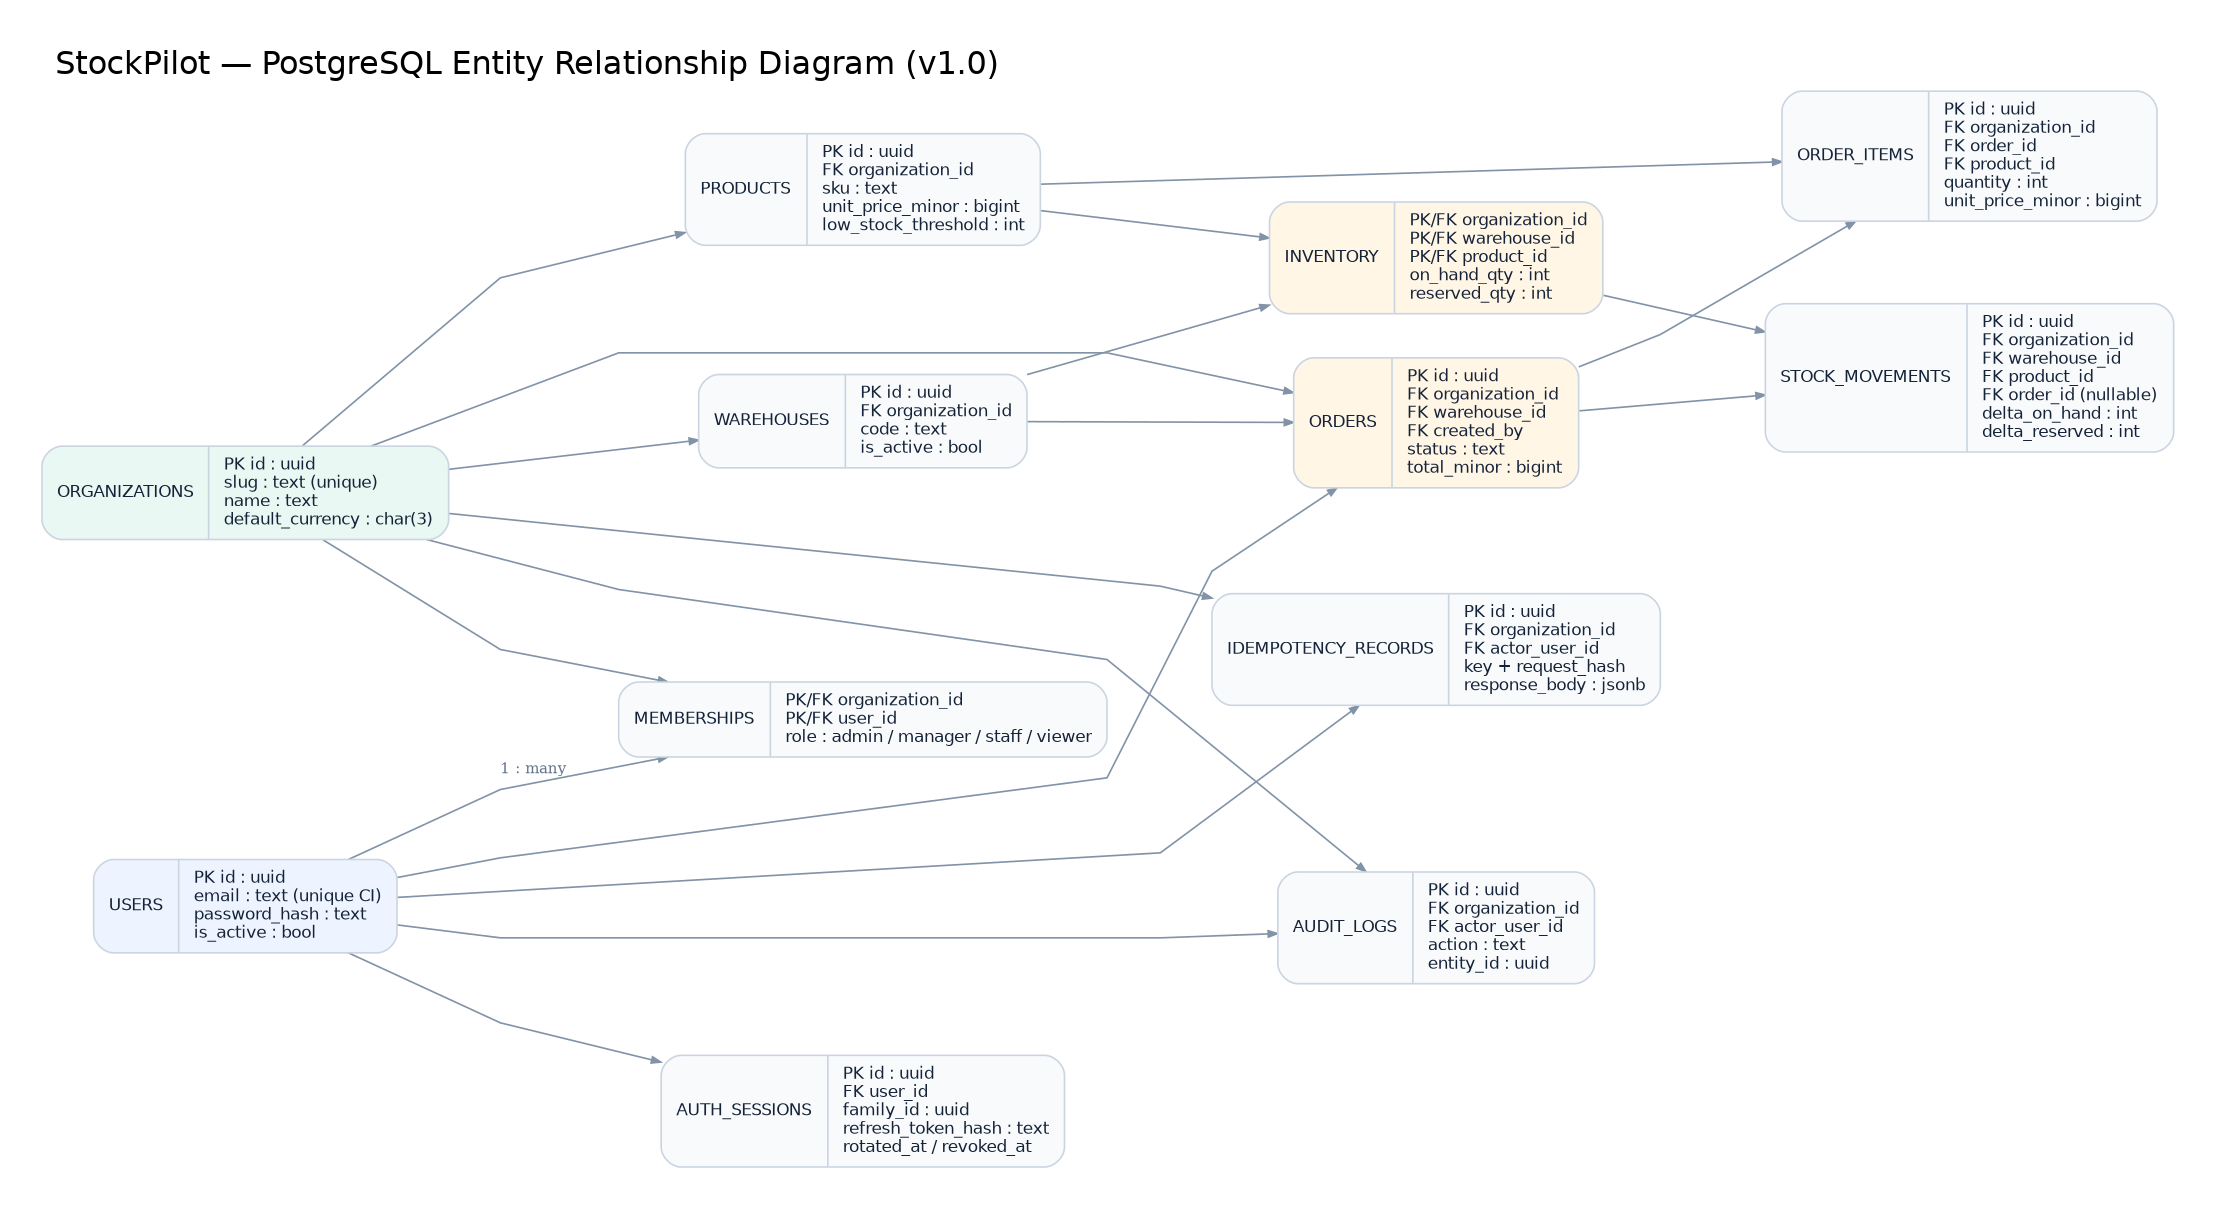 StockPilot — PostgreSQL Entity Relationship Diagram (v1.0)
PRODUCTS
PK id : uuid
FK organization_id
sku : text
unit_price_minor : bigint
low_stock_threshold : int
ORDER_ITEMS
PK id : uuid
FK organization_id
FK order_id
FK product_id
quantity : int
unit_price_minor : bigint
INVENTORY
PK/FK organization_id
PK/FK warehouse_id
PK/FK product_id
on_hand_qty : int
reserved_qty : int
STOCK_MOVEMENTS
PK id : uuid
FK organization_id
FK warehouse_id
FK product_id
FK order_id (nullable)
delta_on_hand : int
delta_reserved : int
WAREHOUSES
PK id : uuid
FK organization_id
code : text
is_active : bool
ORDERS
PK id : uuid
FK organization_id
FK warehouse_id
FK created_by
status : text
total_minor : bigint
ORGANIZATIONS
PK id : uuid
slug : text (unique)
name : text
default_currency : char(3)
IDEMPOTENCY_RECORDS
PK id : uuid
FK organization_id
FK actor_user_id
key + request_hash
response_body : jsonb
MEMBERSHIPS
PK/FK organization_id
PK/FK user_id
role : admin / manager / staff / viewer
1 : many
USERS
PK id : uuid
email : text (unique CI)
password_hash : text
is_active : bool
AUDIT_LOGS
PK id : uuid
FK organization_id
FK actor_user_id
action : text
entity_id : uuid
AUTH_SESSIONS
PK id : uuid
FK user_id
family_id : uuid
refresh_token_hash : text
rotated_at / revoked_at